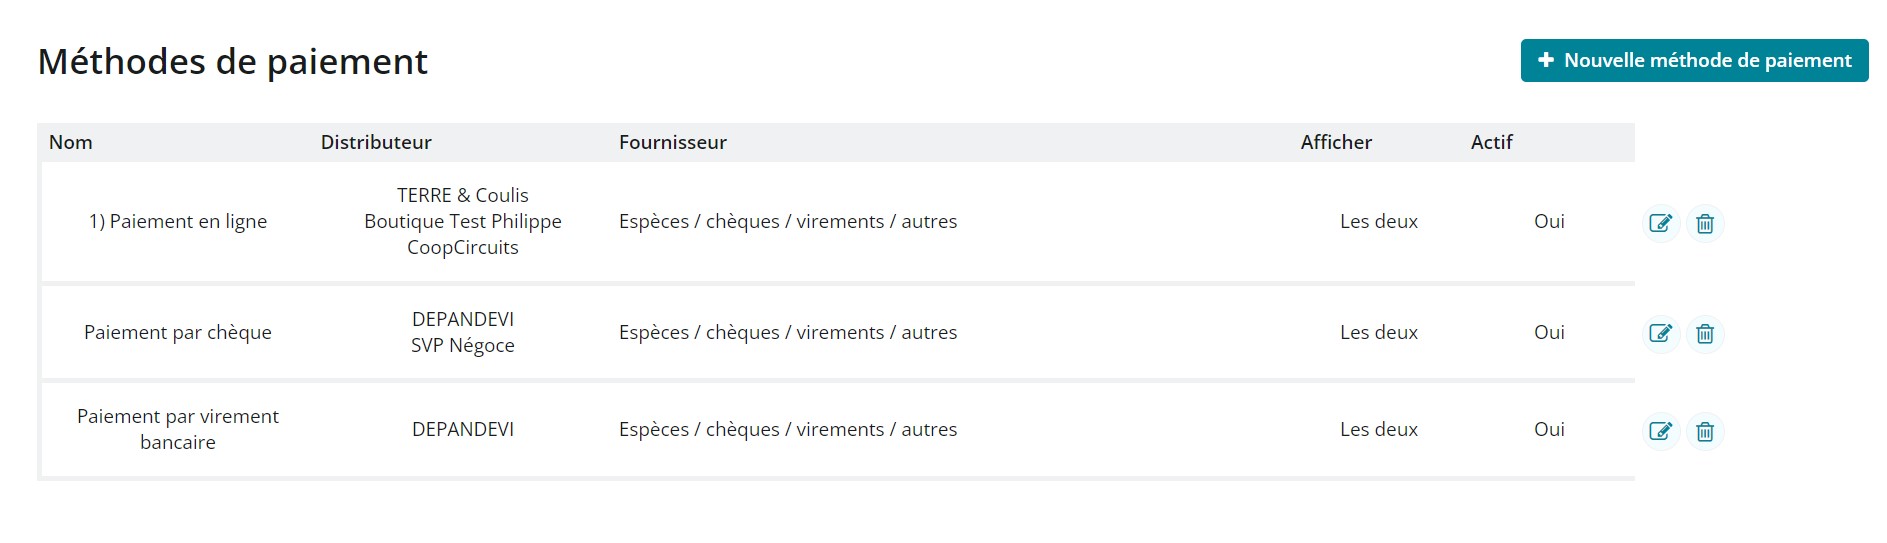 Méthodes de paiement
Nouvelle méthode de paiement
Nom Distributeur Fournisseur Afficher Actif
1) Paiement en ligne
TERRE & Coulis
Boutique Test Philippe
CoopCircuits
Espèces / chèques / virements / autres
Les deux
Oui
Paiement par chèque
DEPANDEVI
SVP Négoce
Espèces / chèques / virements / autres
Les deux
Oui
Paiement par virement
bancaire
DEPANDEVI
Espèces / chèques / virements / autres
Les deux
Oui